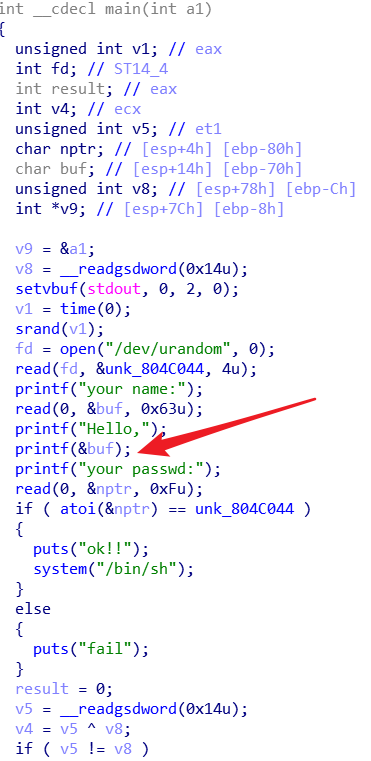 int __cdecl main(int a1)
{
  unsigned int v1; // eax
  int fd; // ST14_4
  int result; // eax
  int v4; // ecx
  unsigned int v5; // et1
  char nptr; // [esp+4h] [ebp-80h]
  char buf; // [esp+14h] [ebp-70h]
  unsigned int v8; // [esp+78h] [ebp-Ch]
  int *v9; // [esp+7Ch] [ebp-8h]

  v9 = &a1;
  v8 = __readgsdword(0x14u);
  setvbuf(stdout, 0, 2, 0);
  v1 = time(0);
  srand(v1);
  fd = open("/dev/urandom", 0);
  read(fd, &unk_804C044, 4u);
  printf("your name:");
  read(0, &buf, 0x63u);
  printf("Hello,");
  printf(&buf);
  printf("your passwd:");
  read(0, &nptr, 0xFu);
  if ( atoi(&nptr) == unk_804C044 )
  {
    puts("ok!!");
    system("/bin/sh");
  }
  else
  {
    puts("fail");
  }
  result = 0;
  v5 = __readgsdword(0x14u);
  v4 = v5 ^ v8;
  if ( v5 != v8 )